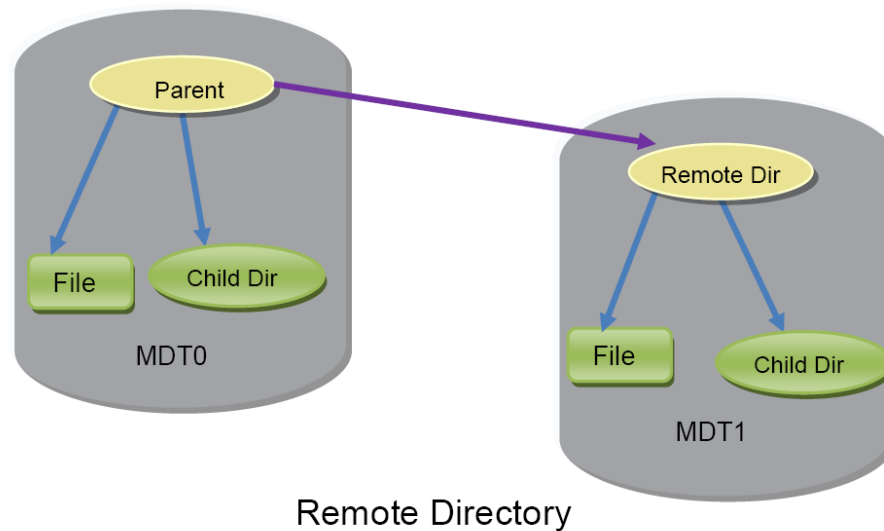 Parent
File
Child Dir
MDT0
Remote Dir
File
Child Dir
MDT1
Remote Directory